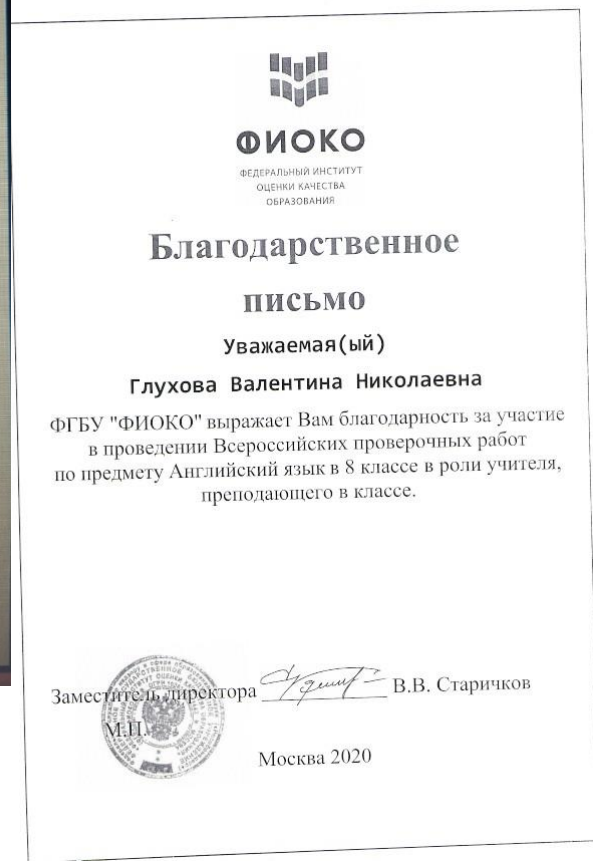 ФИОКО
ФЕДЕРАЛЬНЫЙ ИНСТИТУТ
ОЦЕНКИ КАЧЕСТВА
ОБРАЗОВАНИЯ
Благодарственное
письмо
Уважаемая(ый)
Глухова Валентина Николаевна
ФГБУ "ФИОКО" выражает Вам благодарность за участие
в проведении Всероссийских проверочных работ
по предмету Английский язык в 8 классе в роли учителя,
преподающего в классе.
Заместитель директора В.В. Старичков
М.П.
Москва 2020